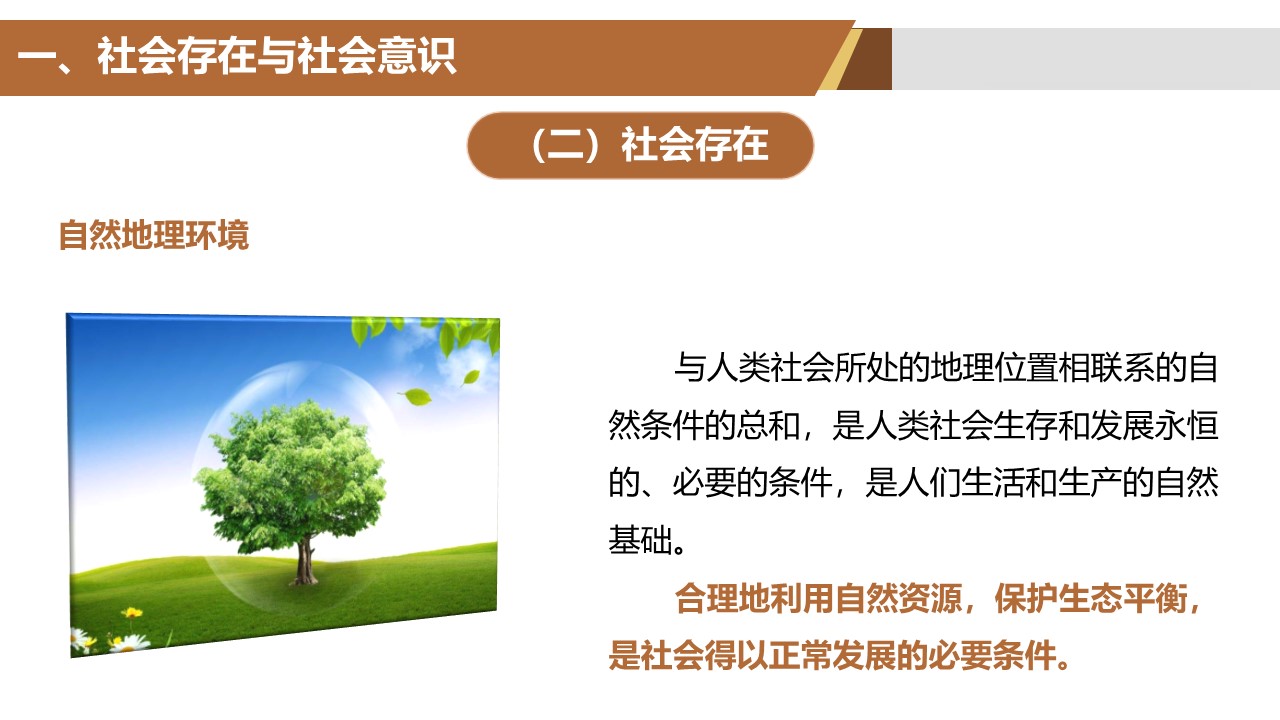 一、社会存在与社会意识
（二）社会存在
自然地理环境
与人类社会所处的地理位置相联系的自
然条件的总和，是人类社会生存和发展永恒
的、必要的条件，是人们生活和生产的自然
基础。
合理地利用自然资源，保护生态平衡，
是社会得以正常发展的必要条件。